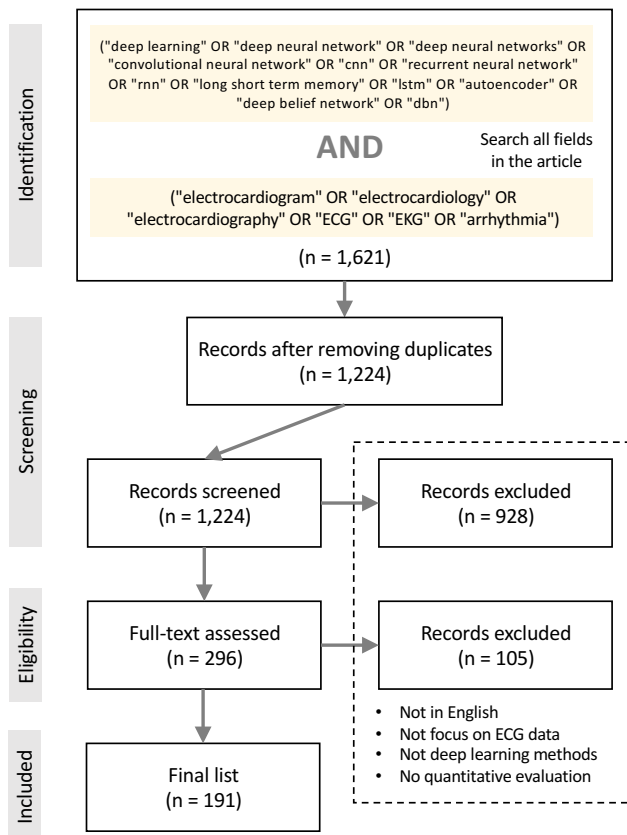 Identification
("deep learning" OR "deep neural network" OR "deep neural networks" OR
"convolutional neural network" OR "cnn" OR "recurrent neural network"
OR "rnn" OR "long short term memory" OR "lstm" OR "autoencoder" OR
"deep belief network" OR "dbn")
AND
Search all fields
in the article
("electrocardiogram" OR "electrocardiology" OR
"electrocardiography" OR "ECG" OR "EKG" OR "arrhythmia")
(n = 1,621)
Screening
Records after removing duplicates
(n = 1,224)
Records screened
(n = 1,224)
Records excluded
(n = 928)
Eligibility
Full-text assessed
(n = 296)
Records excluded
(n = 105)
• Not in English
• Not focus on ECG data
• Not deep learning methods
• No quantitative evaluation
Included
Final list
(n = 191)